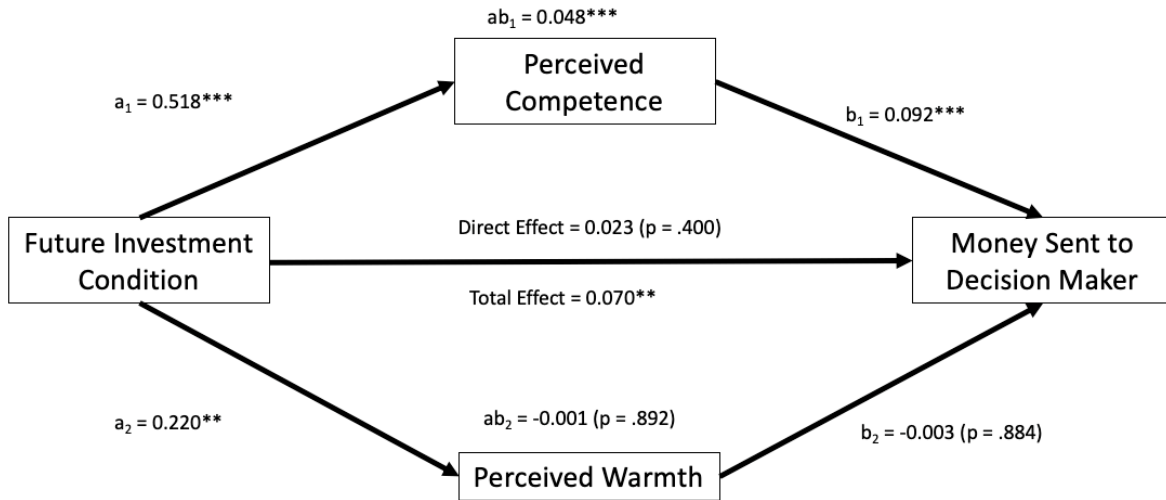 ab₁ = 0.048***
Perceived
Competence
a₁ = 0.518***
b₁ = 0.092***
Future Investment
Condition
Direct Effect = 0.023 (p = .400)
Total Effect = 0.070**
Money Sent to
Decision Maker
a₂ = 0.220**
ab₂ = -0.001 (p = .892)
b₂ = -0.003 (p = .884)
Perceived Warmth